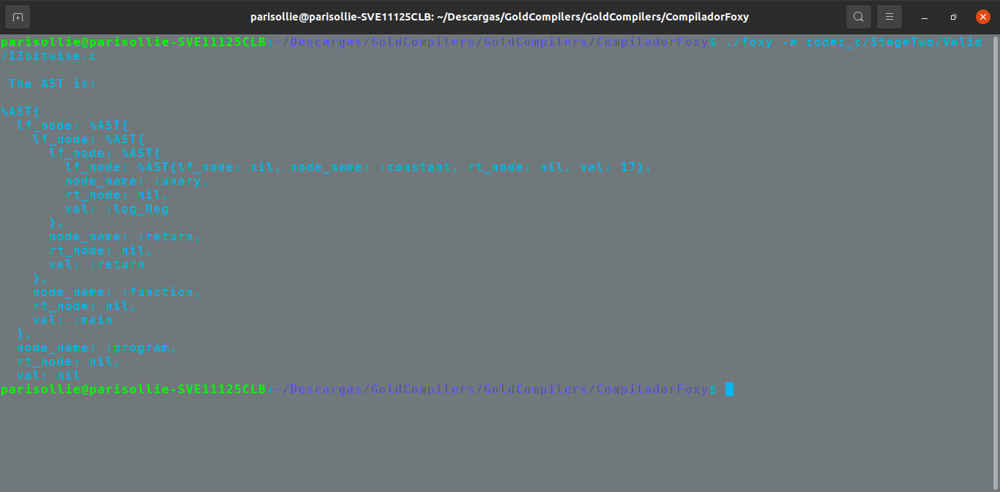 parisollie@parisollie-SVE11125CLB: ~/Descargas/GoldCompilers/GoldCompilers/CompiladorFoxy
parisollie@parisollie-SVE11125CLB:~/Descargas/GoldCompilers/GoldCompilers/CompiladorFoxy$ ./foxy -a codec_c/StageTwo/Valid
/13bitwise.c
The AST is:
%AST{
lf_node: %AST{
lf_node: %AST{
lf_node: %AST{
lf_node: %AST{lf_node: nil, node_name: :constant, rt_node: nil, val: 17},
node_name: :unary,
rt_node: nil,
val: :log_Neg
},
node_name: :return,
rt_node: nil,
val: :return
},
node_name: :function,
rt_node: nil,
val: :main
},
node_name: :program,
rt_node: nil,
val: nil
parisollie@parisollie-SVE11125CLB:~/Descargas/GoldCompilers/GoldCompilers/CompiladorFoxy$